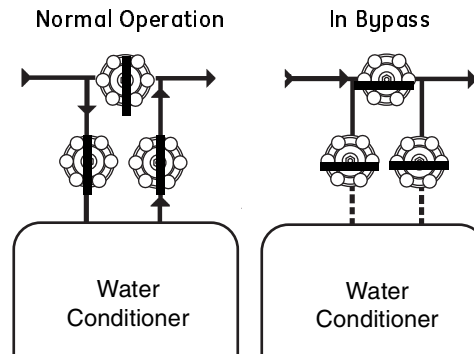 Normal Operation
In Bypass
Water
Conditioner
Water
Conditioner